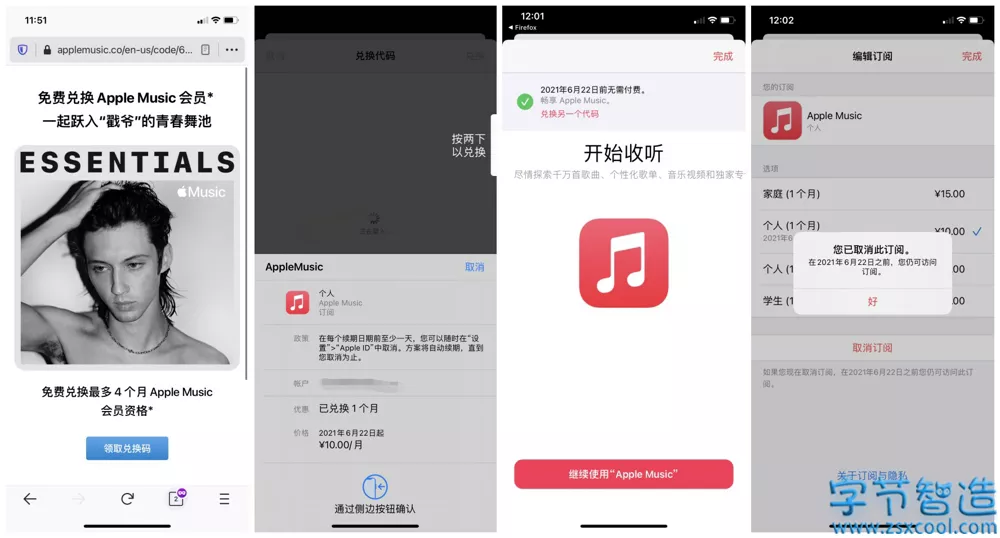 11:51
applemusic.co/en-us/code/6...
免费兑换 Apple Music 会员*
一起跃入“戳爷”的青春舞池
ESSENTIALS
Music
免费兑换最多 4 个月 Apple Music
会员资格*
领取兑换码
2
兑换代码
按两下
以兑换
AppleMusic
取消
个人
Apple Music
订阅
政策
在每个续期日期前至少一天，您可以随时在“设
置”>“Apple ID”中取消。方案将自动续期，直到
您取消为止。
帐户
优惠
已兑换 1 个月
价格
2021年6月22日起
¥10.00/月
通过侧边按钮确认
12:01
Firefox
完成
2021年6月22日前无需付费。
畅享 Apple Music。
兑换另一个代码
开始收听
尽情探索千万首歌曲、个性化歌单、音乐视频和独家专
继续使用“Apple Music”
12:02
编辑订阅
完成
您的订阅
Apple Music
个人
选项
家庭 (1 个月)
¥15.00
个人 (1 个月)
¥10.00
2021年6
您已取消此订阅。
在2021年6月22日之前，您仍可访问
订阅。
个人 (1
.00
好
学生 (1
.00
取消订阅
如果您现在取消订阅，在2021年6月22日之前您仍可访问此订
阅。
关于订阅与隐私
字节智造
www.zsxcool.com